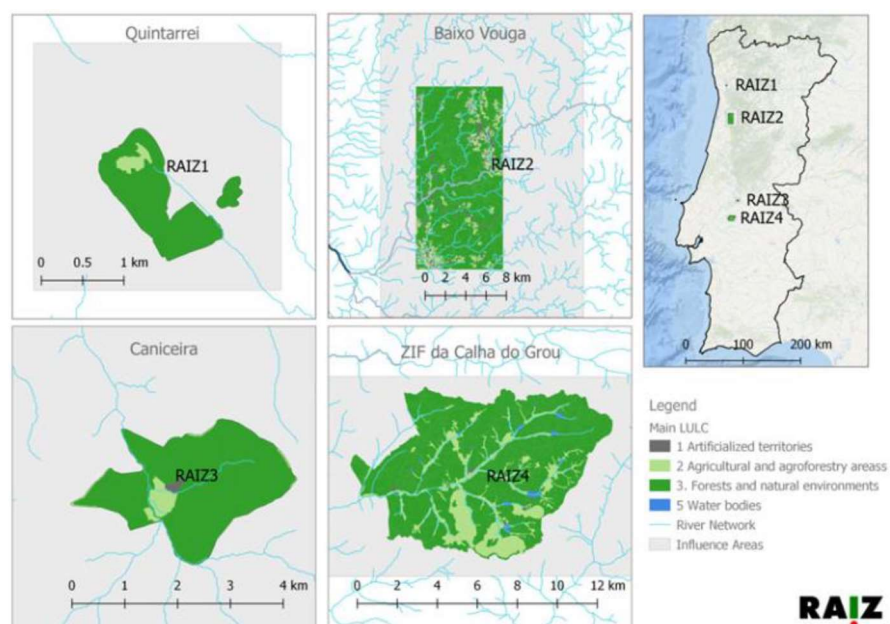 Quintarrei
RAIZ1
0 0.5 1 km
Baixo Vouga
RAIZ2
0 2 4 6 8 km
RAIZ1
RAIZ2
RAIZ3
RAIZ4
0 100 200 km
Caniceira
RAIZ3
0 1 2 3 4 km
ZIF da Calha do Grou
RAIZ4
0 2 4 6 8 10 12 km
Legend
Main LULC
1 Artificialized territories
2 Agricultural and agroforestry areass
3. Forests and natural environments
5 Water bodies
River Network
Influence Areas
RAIZ